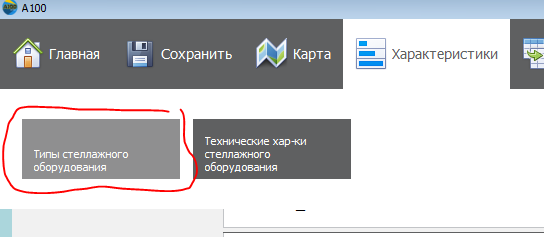 A100
Главная
Сохранить
Карта
Характеристики
Типы стеллажного
оборудования
Технические хар-ки
стеллажного
оборудования